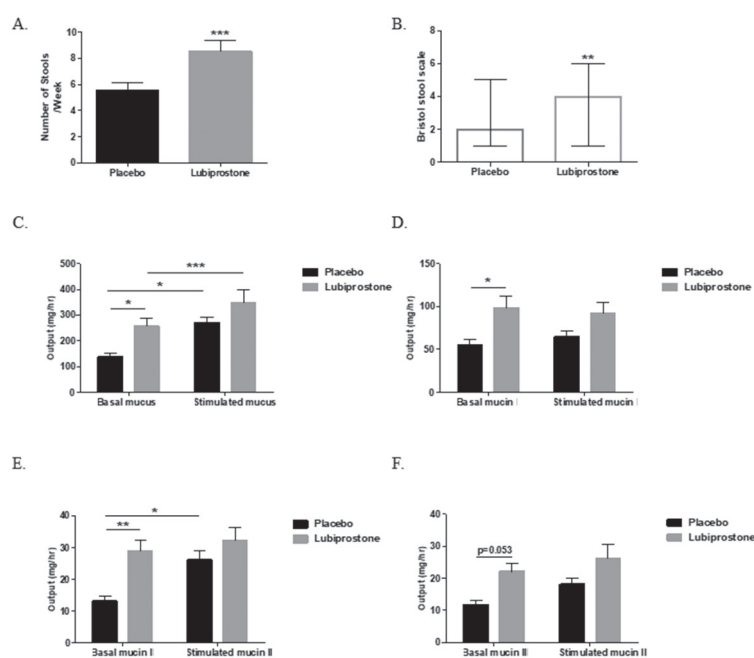 A.
B.
Number of Stools
/Week
10
8
6
4
2
0
***
Placebo
Lubiprostone
Bristol stool scale
8
6
4
2
0
**
Placebo
Lubiprostone
C.
D.
Output (mg/hr)
500
400
300
200
100
0
***
*
*
Basal mucus
Stimulated mucus
Placebo
Lubiprostone
Output (mg/hr)
150
100
50
0
*
Basal mucin I
Stimulated mucin I
Placebo
Lubiprostone
E.
F.
Output (mg/hr)
40
30
20
10
0
*
**
Basal mucin II
Stimulated mucin II
Placebo
Lubiprostone
Output (mg/hr)
40
30
20
10
0
p=0.053
Basal mucin III
Stimulated mucin II
Placebo
Lubiprostone